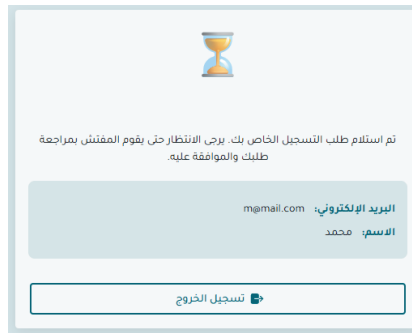 تم استلام طلب التسجيل الخاص بك. يرجى الانتظار حتى يقوم المفتش بمراجعة
طلبك والموافقة عليه.
البريد الإلكتروني: m@mail.com
الاسم: محمد
تسجيل الخروج